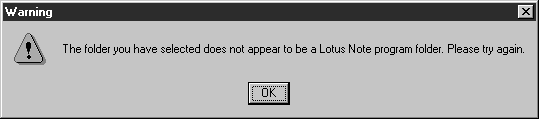 Warning
The folder you have selected does not appear to be a Lotus Note program folder. Please try again.
OK